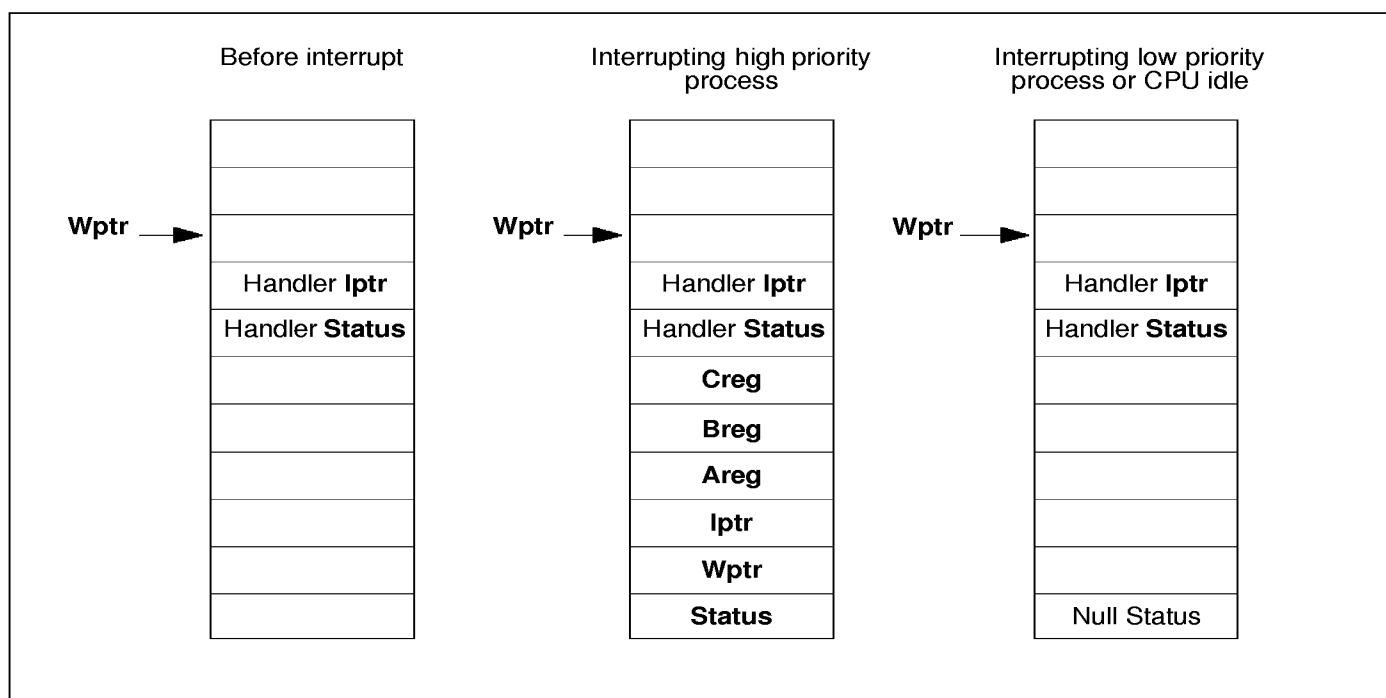 Before interrupt
Wptr
Handler Iptr
Handler Status
Interrupting high priority
process
Wptr
Handler Iptr
Handler Status
Creg
Breg
Areg
Iptr
Wptr
Status
Interrupting low priority
process or CPU idle
Wptr
Handler Iptr
Handler Status
Null Status